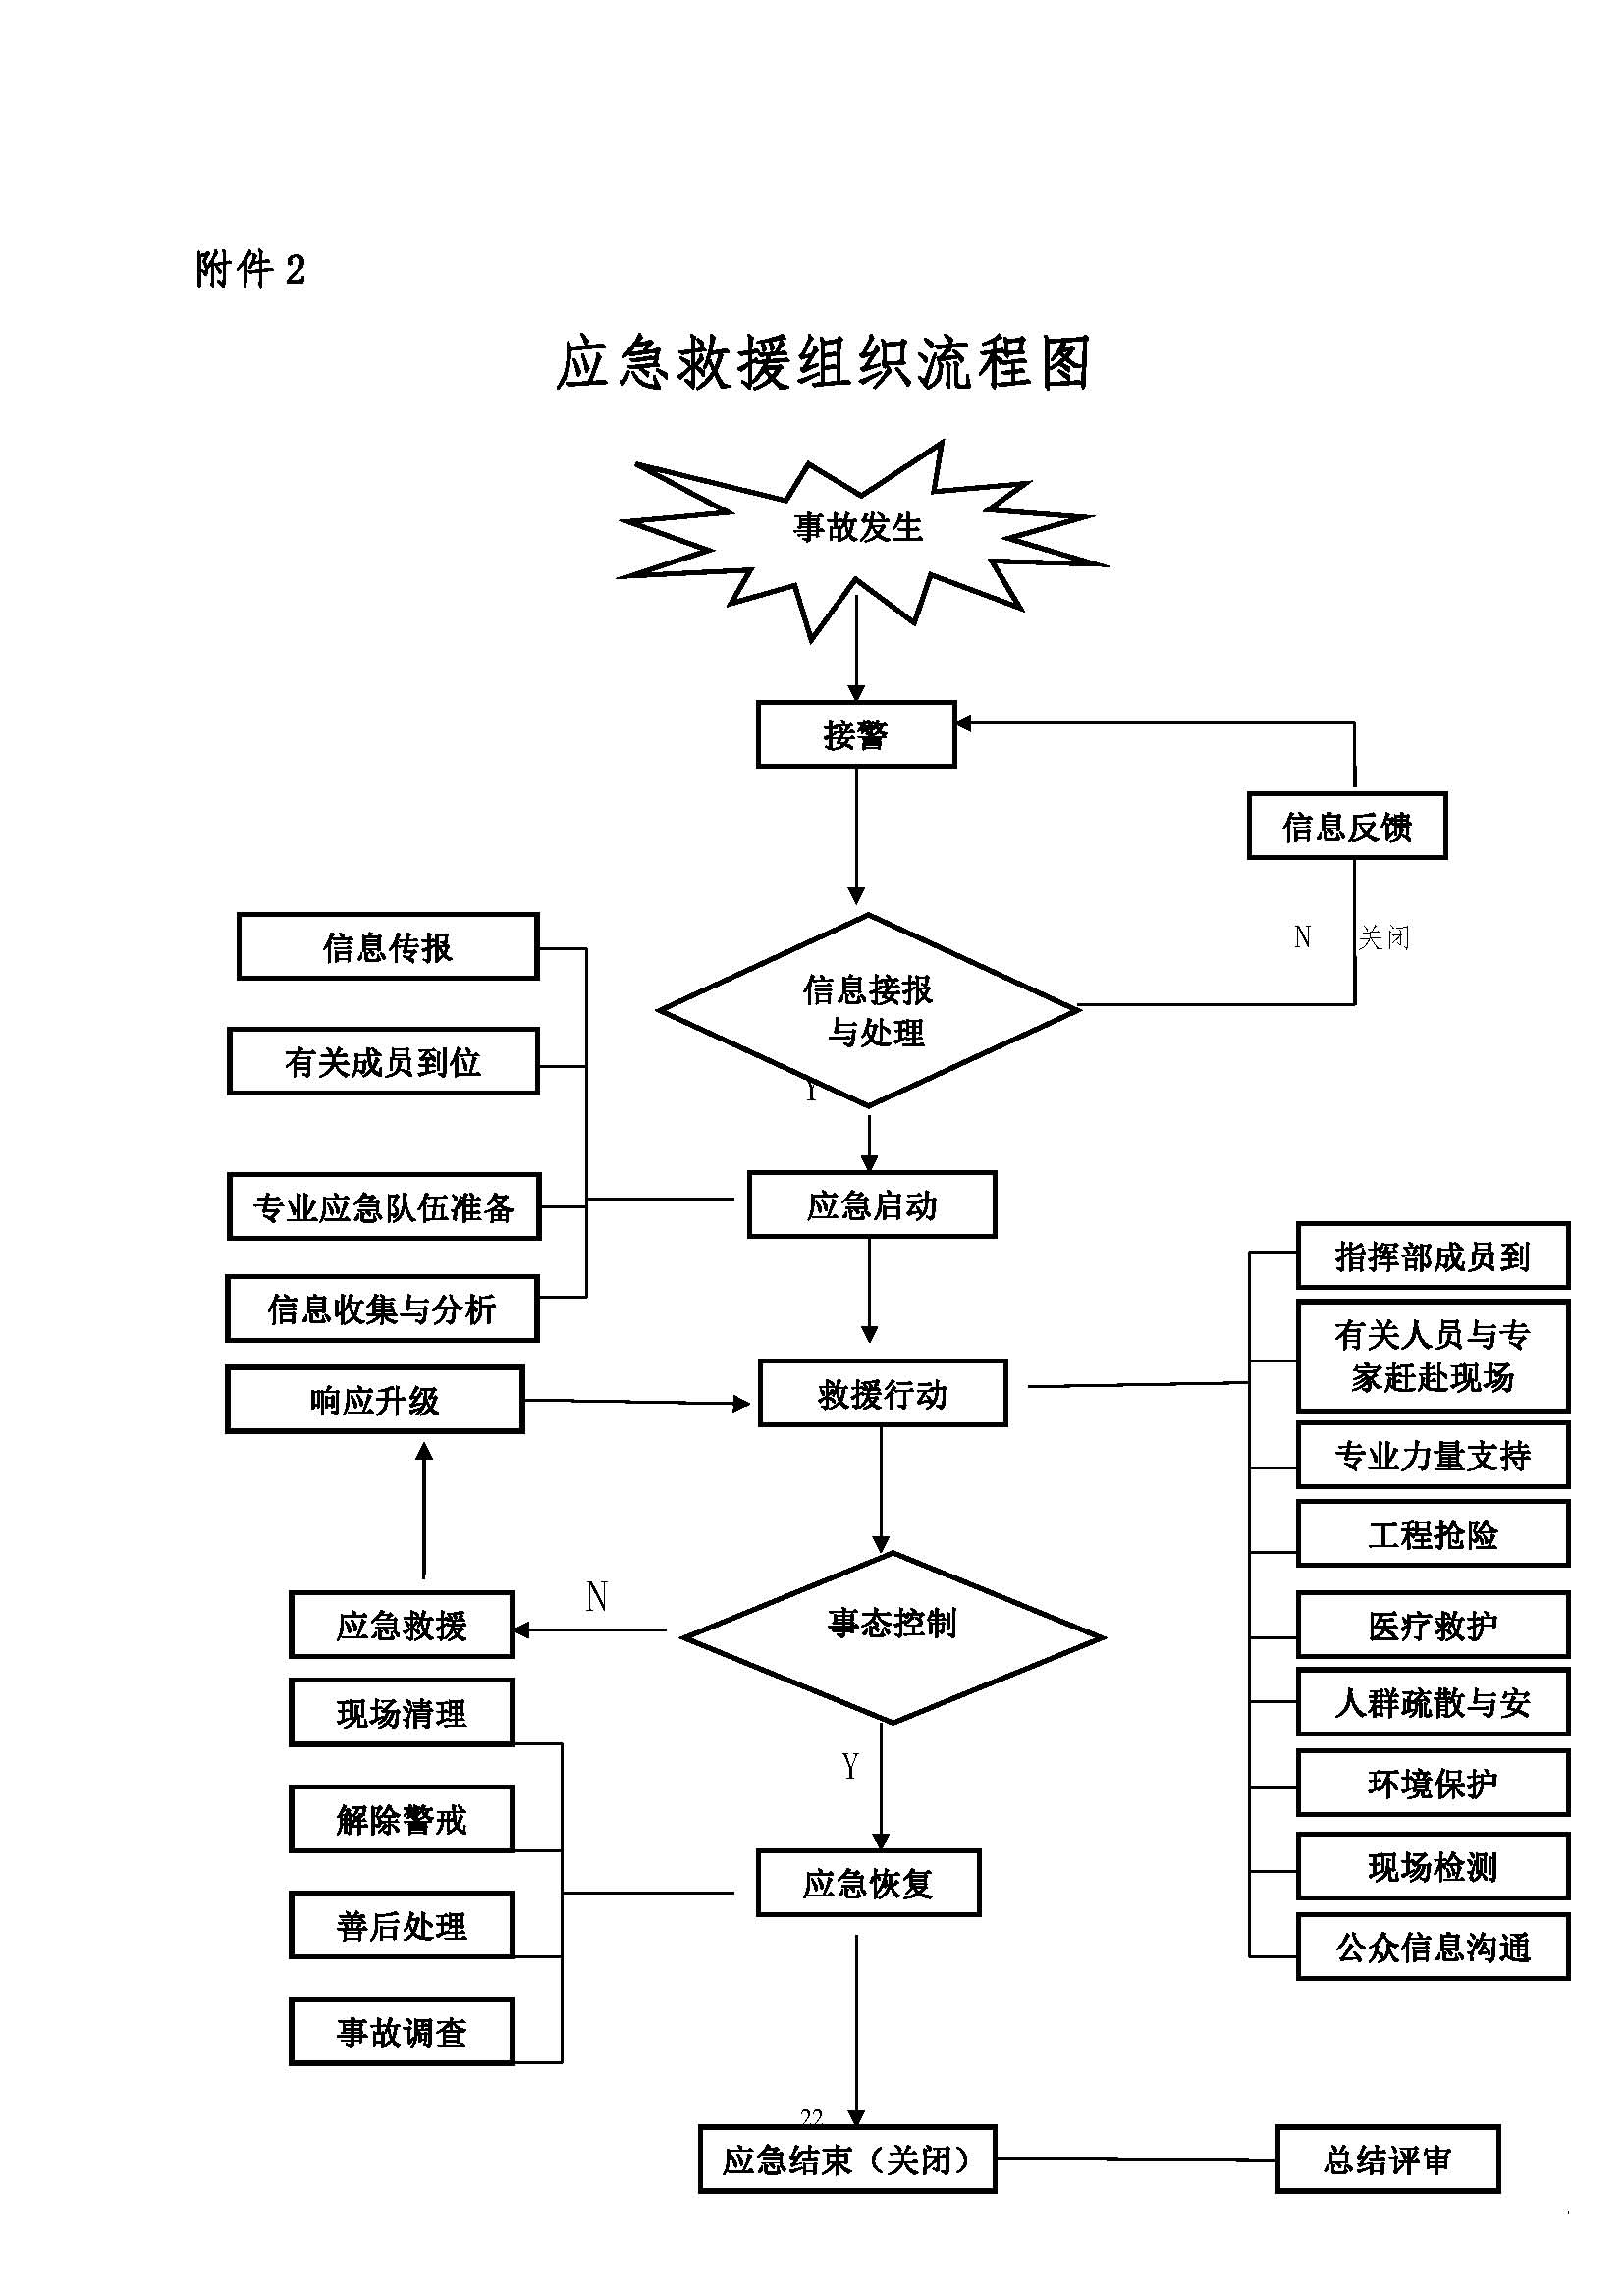 附件2
应急救援组织流程图
事故发生
接警
信息反馈
N 关闭
信息传报
信息接报
与处理
有关成员到位
Y
专业应急队伍准备
应急启动
指挥部成员到
信息收集与分析
有关人员与专
家赶赴现场
响应升级
救援行动
专业力量支持
工程抢险
N
应急救援
事态控制
医疗救护
现场清理
人群疏散与安
Y
环境保护
解除警戒
现场检测
应急恢复
善后处理
公众信息沟通
事故调查
22
应急结束（关闭）
总结评审